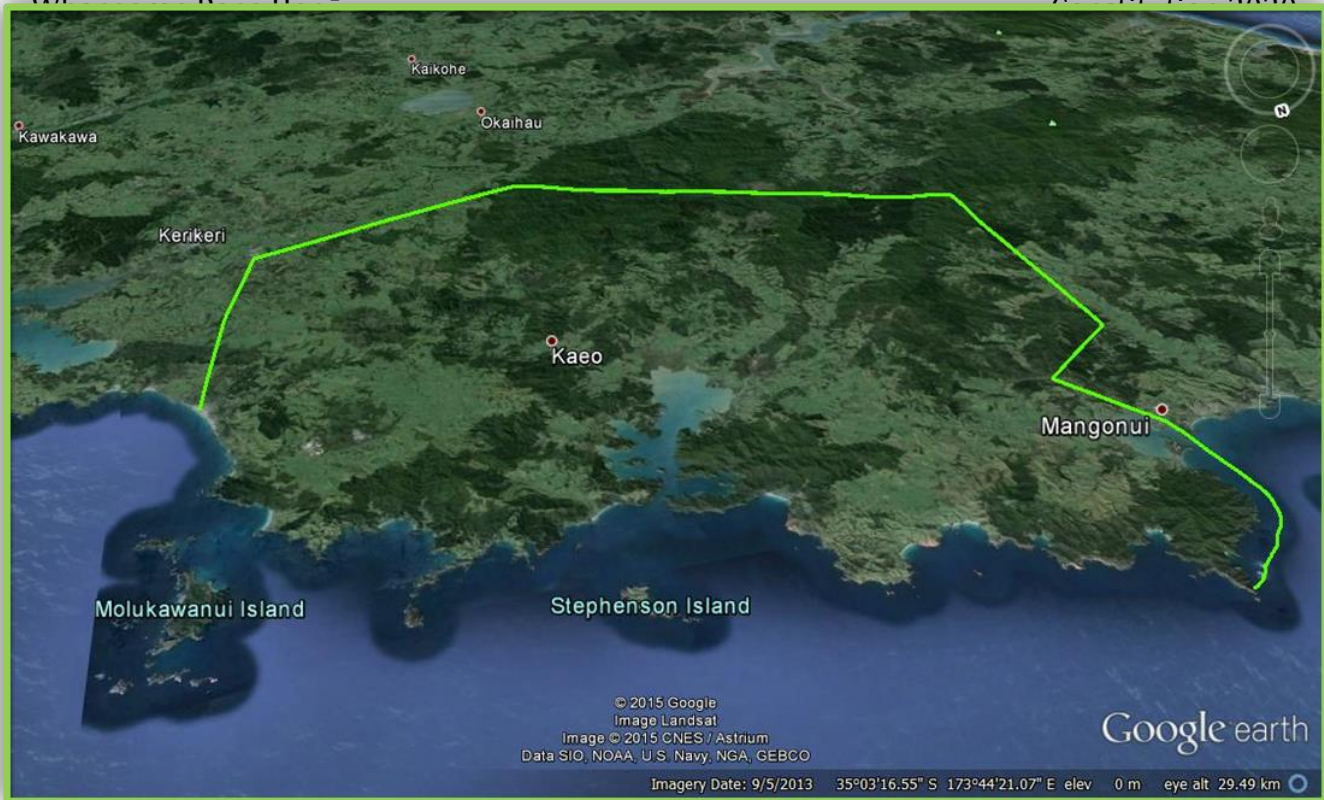 Kaikohe
Okaihau
Kawakawa
N
Kerikeri
Kaeo
Mangonui
Molukawanui Island
Stephenson Island
© 2015 Google
Image Landsat
Image © 2015 CNES / Astrium
Data SIO, NOAA, U.S. Navy, NGA, GEBCO
Google earth
Imagery Date: 9/5/2013 35°03'16.55" S 173°44'21.07" E elev 0 m eye alt 29.49 km